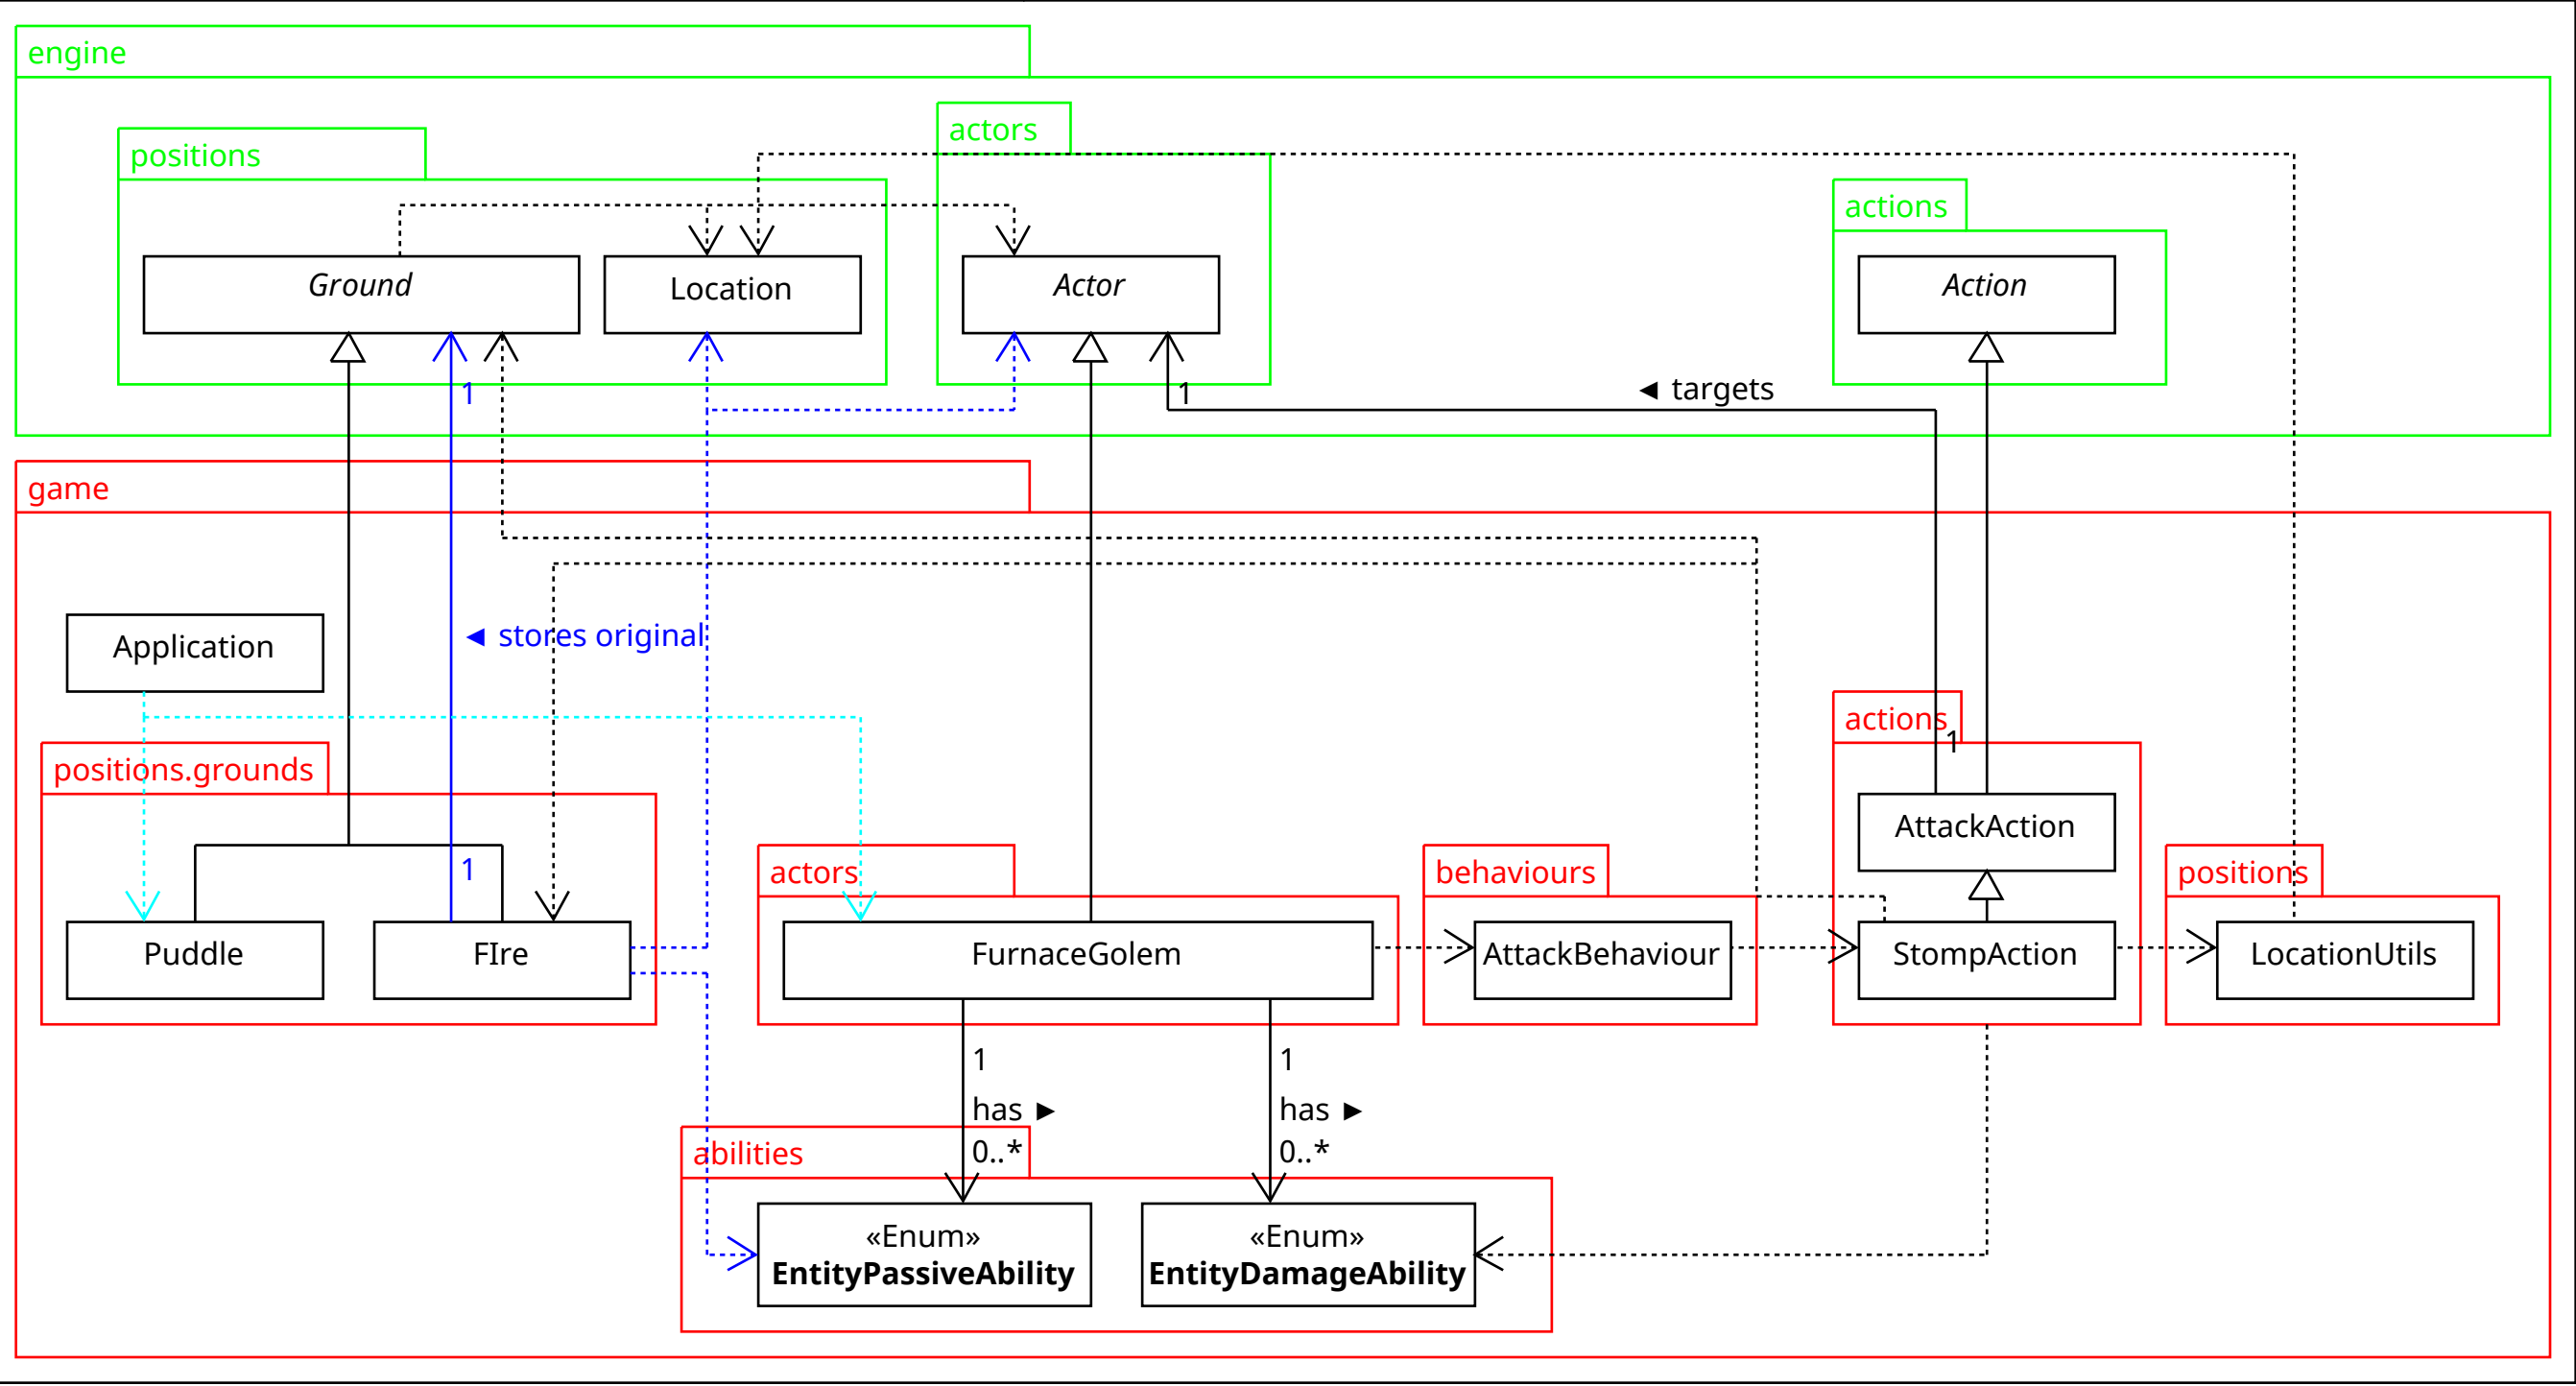 engine
actors
positions
actions
Ground
Location
Actor
Action
1
1
◄ targets
game
◄ stores original
Application
actions
1
positions.grounds
AttackAction
1
actors
behaviours
positions
Puddle
FIre
FurnaceGolem
AttackBehaviour
StompAction
LocationUtils
1
1
has ►
has ►
0..*
0..*
abilities
«Enum»
EntityPassiveAbility
«Enum»
EntityDamageAbility